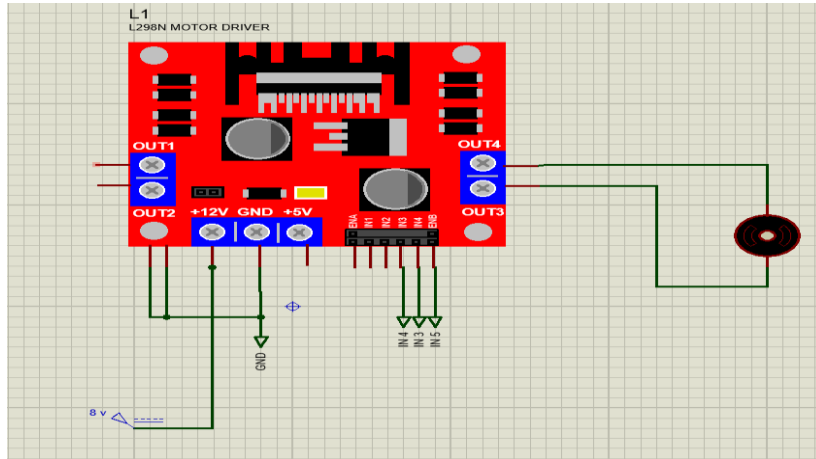 L1
L298N MOTOR DRIVER
OUT1
OUT4
OUT2
+12V GND +5V
OUT3
ENA
IN1
IN2
IN3
IN4
ENB
IN 4
IN 3
IN 5
GND
8 v